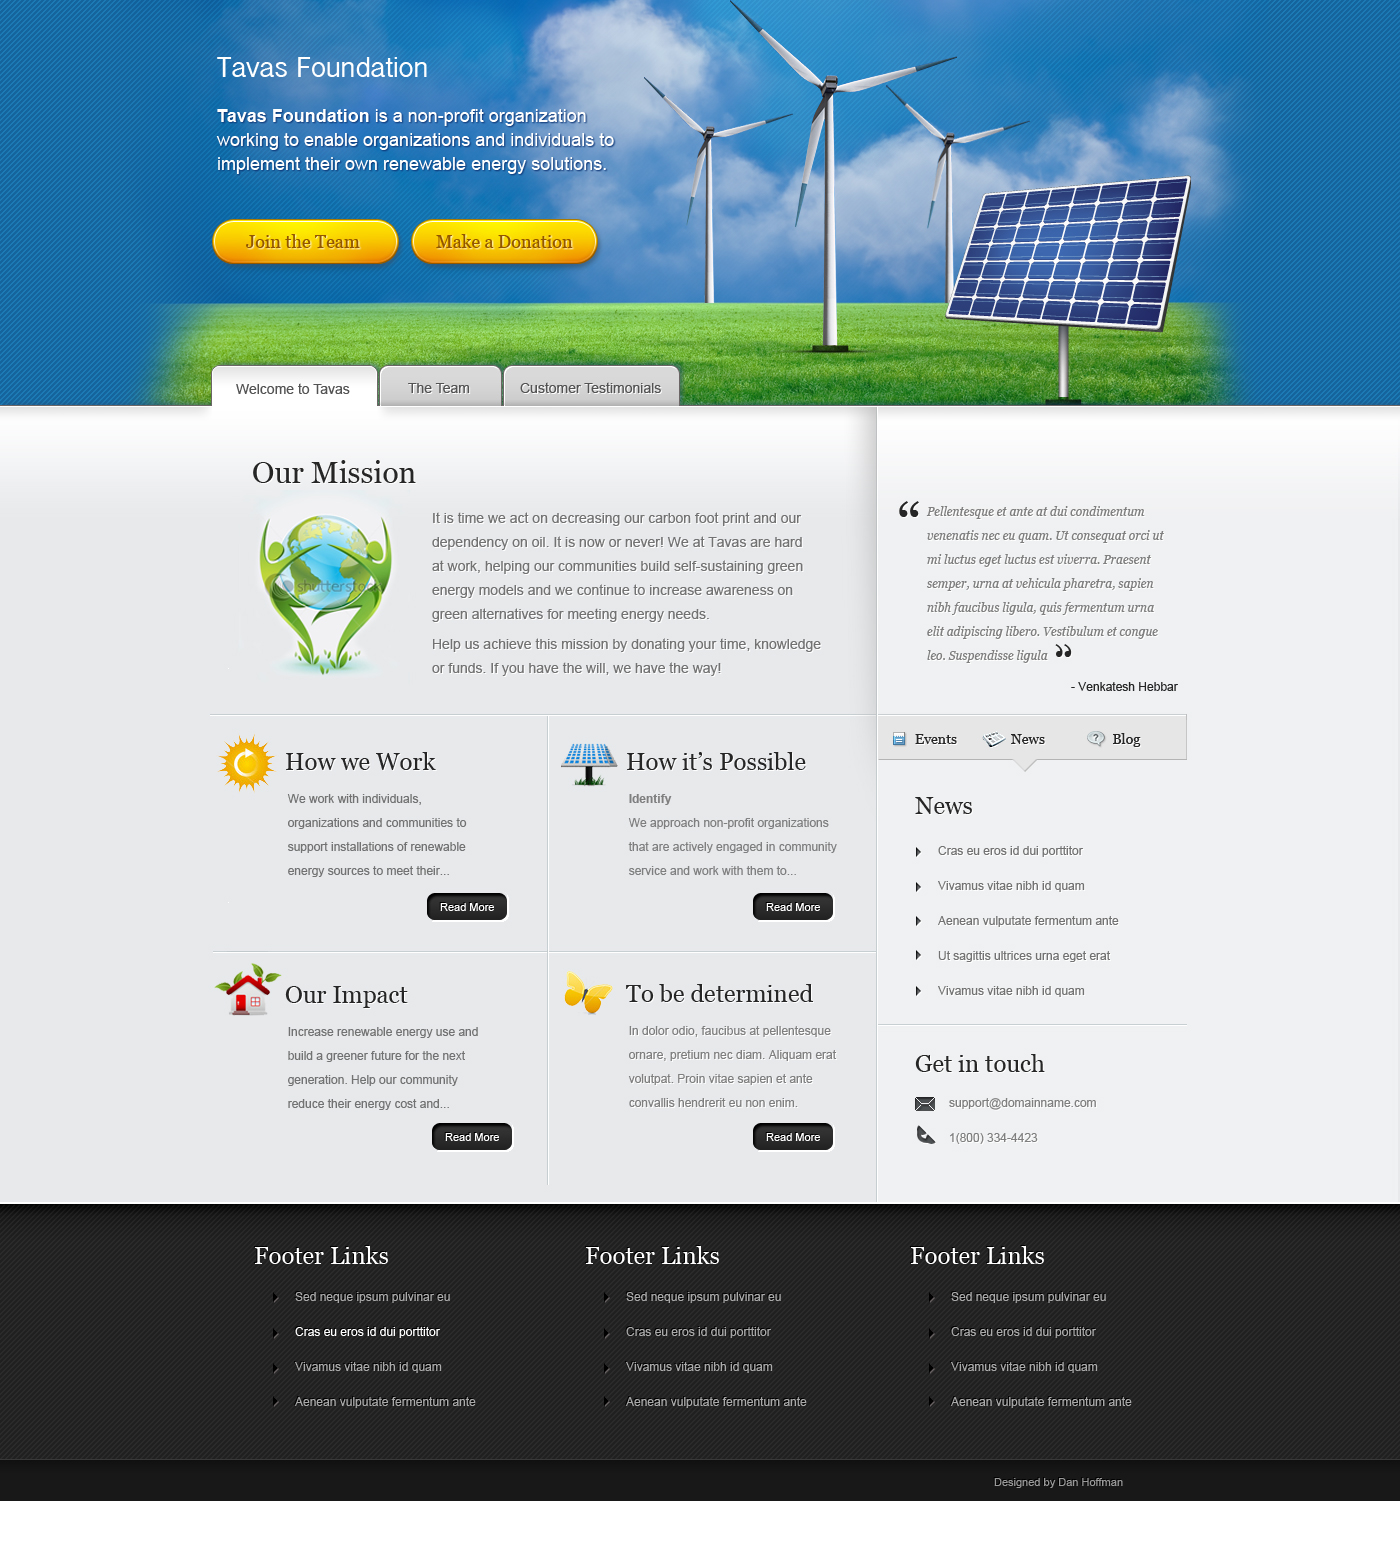 Tavas Foundation
Tavas Foundation is a non-profit organization
working to enable organizations and individuals to
implement their own renewable energy solutions.
Join the Team
Make a Donation
Welcome to Tavas
The Team
Customer Testimonials
Our Mission
shutterstock
It is time we act on decreasing our carbon foot print and our
dependency on oil. It is now or never! We at Tavas are hard
at work, helping our communities build self-sustaining green
energy models and we continue to increase awareness on
green alternatives for meeting energy needs.
Help us achieve this mission by donating your time, knowledge
or funds. If you have the will, we have the way!
“ Pellentesque et ante at dui condimentum
venenatis nec eu quam. Ut consequat orci ut
mi luctus eget luctus est viverra. Praesent
semper, urna at vehicula pharetra, sapien
nibh faucibus ligula, quis fermentum urna
elit adipiscing libero. Vestibulum et congue
leo. Suspendisse ligula ”
- Venkatesh Hebbar
How we Work
We work with individuals,
organizations and communities to
support installations of renewable
energy sources to meet their...
Read More
How it’s Possible
Identify
We approach non-profit organizations
that are actively engaged in community
service and work with them to...
Read More
Our Impact
Increase renewable energy use and
build a greener future for the next
generation. Help our community
reduce their energy cost and...
Read More
To be determined
In dolor odio, faucibus at pellentesque
ornare, pretium nec diam. Aliquam erat
volutpat. Proin vitae sapien et ante
convallis hendrerit eu non enim.
Read More
Events
News
? Blog
News
Cras eu eros id dui porttitor
Vivamus vitae nibh id quam
Aenean vulputate fermentum ante
Ut sagittis ultrices urna eget erat
Vivamus vitae nibh id quam
Get in touch
support@domainname.com
1(800) 334-4423
Footer Links
Sed neque ipsum pulvinar eu
Cras eu eros id dui porttitor
Vivamus vitae nibh id quam
Aenean vulputate fermentum ante
Footer Links
Sed neque ipsum pulvinar eu
Cras eu eros id dui porttitor
Vivamus vitae nibh id quam
Aenean vulputate fermentum ante
Footer Links
Sed neque ipsum pulvinar eu
Cras eu eros id dui porttitor
Vivamus vitae nibh id quam
Aenean vulputate fermentum ante
Designed by Dan Hoffman